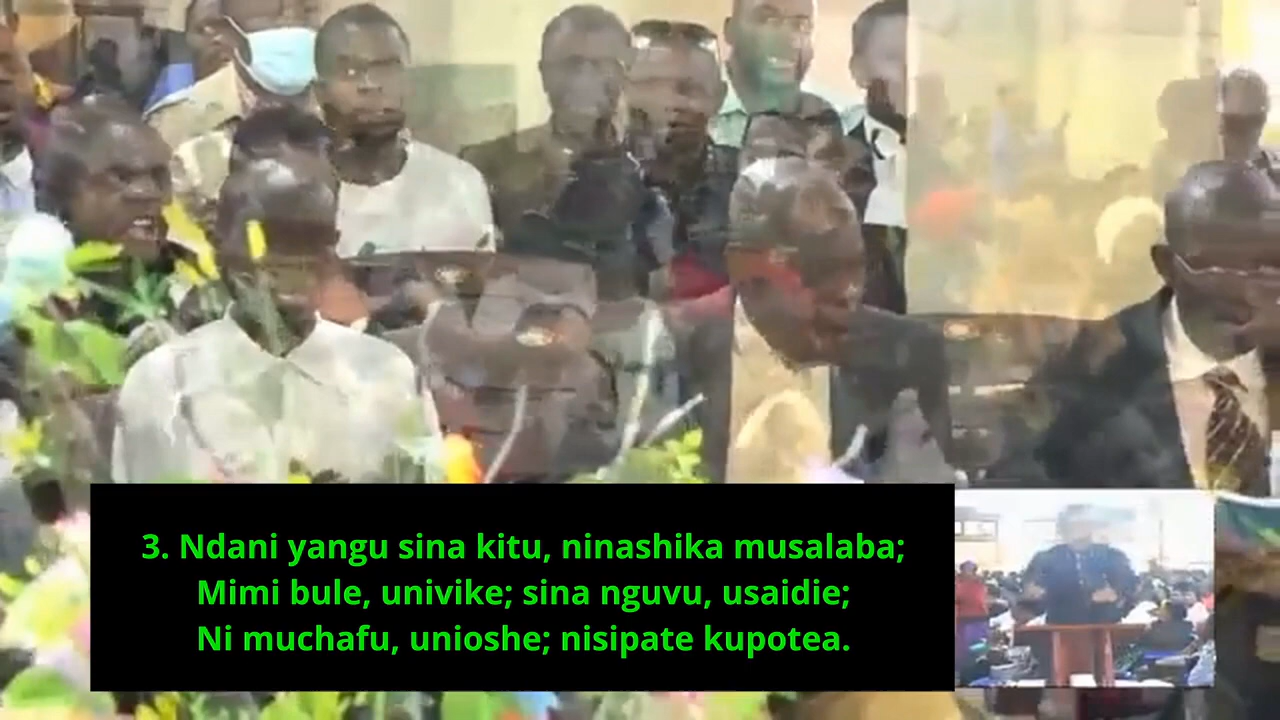 3. Ndani yangu sina kitu, ninashika musalaba;
Mimi bule, univike; sina nguvu, usaidie;
Ni muchafu, unioshe; nisipate kupotea.